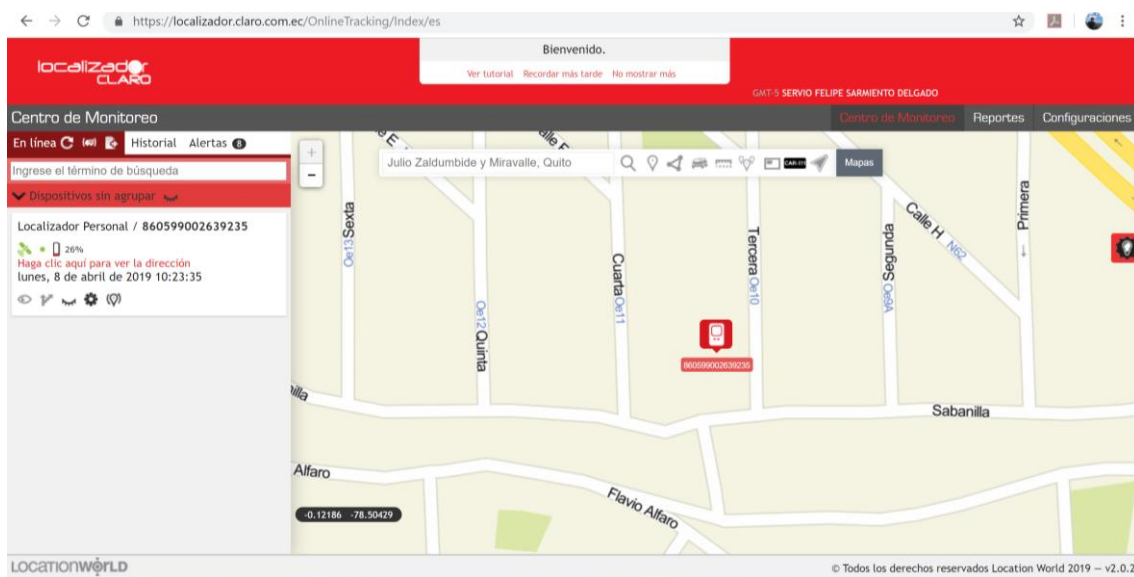 https://localizador.claro.com.ec/OnlineTracking/Index/es
localizador
CLARO
Bienvenido.
Ver tutorial Recordar más tarde No mostrar más
GMT-5 SERVIO FELIPE SARMIENTO DELGADO
Centro de Monitoreo
Centro de Monitoreo Reportes Configuraciones
En línea Historial Alertas 8
Ingrese el término de búsqueda
Dispositivos sin agrupar
Localizador Personal / 860599002639235
26%
Haga clic aquí para ver la dirección
lunes, 8 de abril de 2019 10:23:35
+
-
Julio Zaldumbide y Miravalle, Quito
Mapas
Calle H N62
Primera
Oe13 Sexta
Oe12 Quinta
Cuarta Oe11
Tercera Oe10
Segunda Oe9A
860599002639235
Sabanilla
Alfaro
Flavio Alfaro
-0.12186 -78.50429
LOCATIONWORLD
© Todos los derechos reservados Location World 2019 – v2.0.2